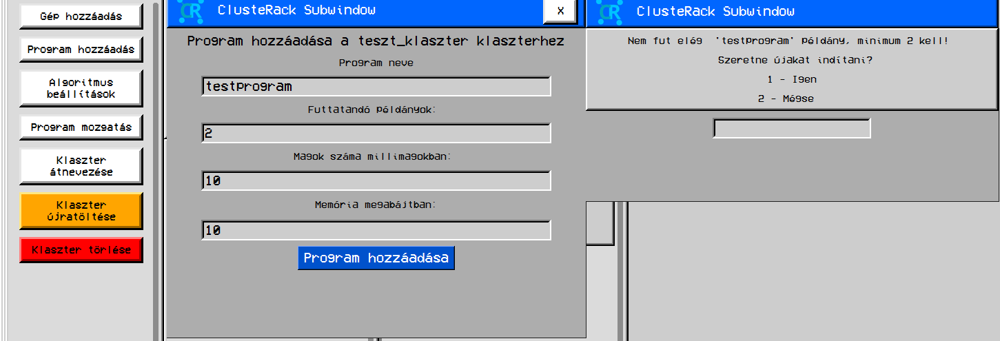 Gép hozzáadás
Program hozzáadás
Algoritmus
beállítások
Program mozgatás
Klaszter
átnevezése
Klaszter
újratöltése
Klaszter törlése
CR ClusteRack Subwindow x
Program hozzáadása a teszt_klaszter klaszterhez
Program neve
testprogram
Futtatandó példányok:
2
Magok száma millimagokban:
10
Memória megabájtban:
10
Program hozzáadása
CR ClusteRack Subwindow
Nem fut elég 'testprogram' példány, minimum 2 kell!
Szeretne újakat indítani?
1 - Igen
2 - Mégse